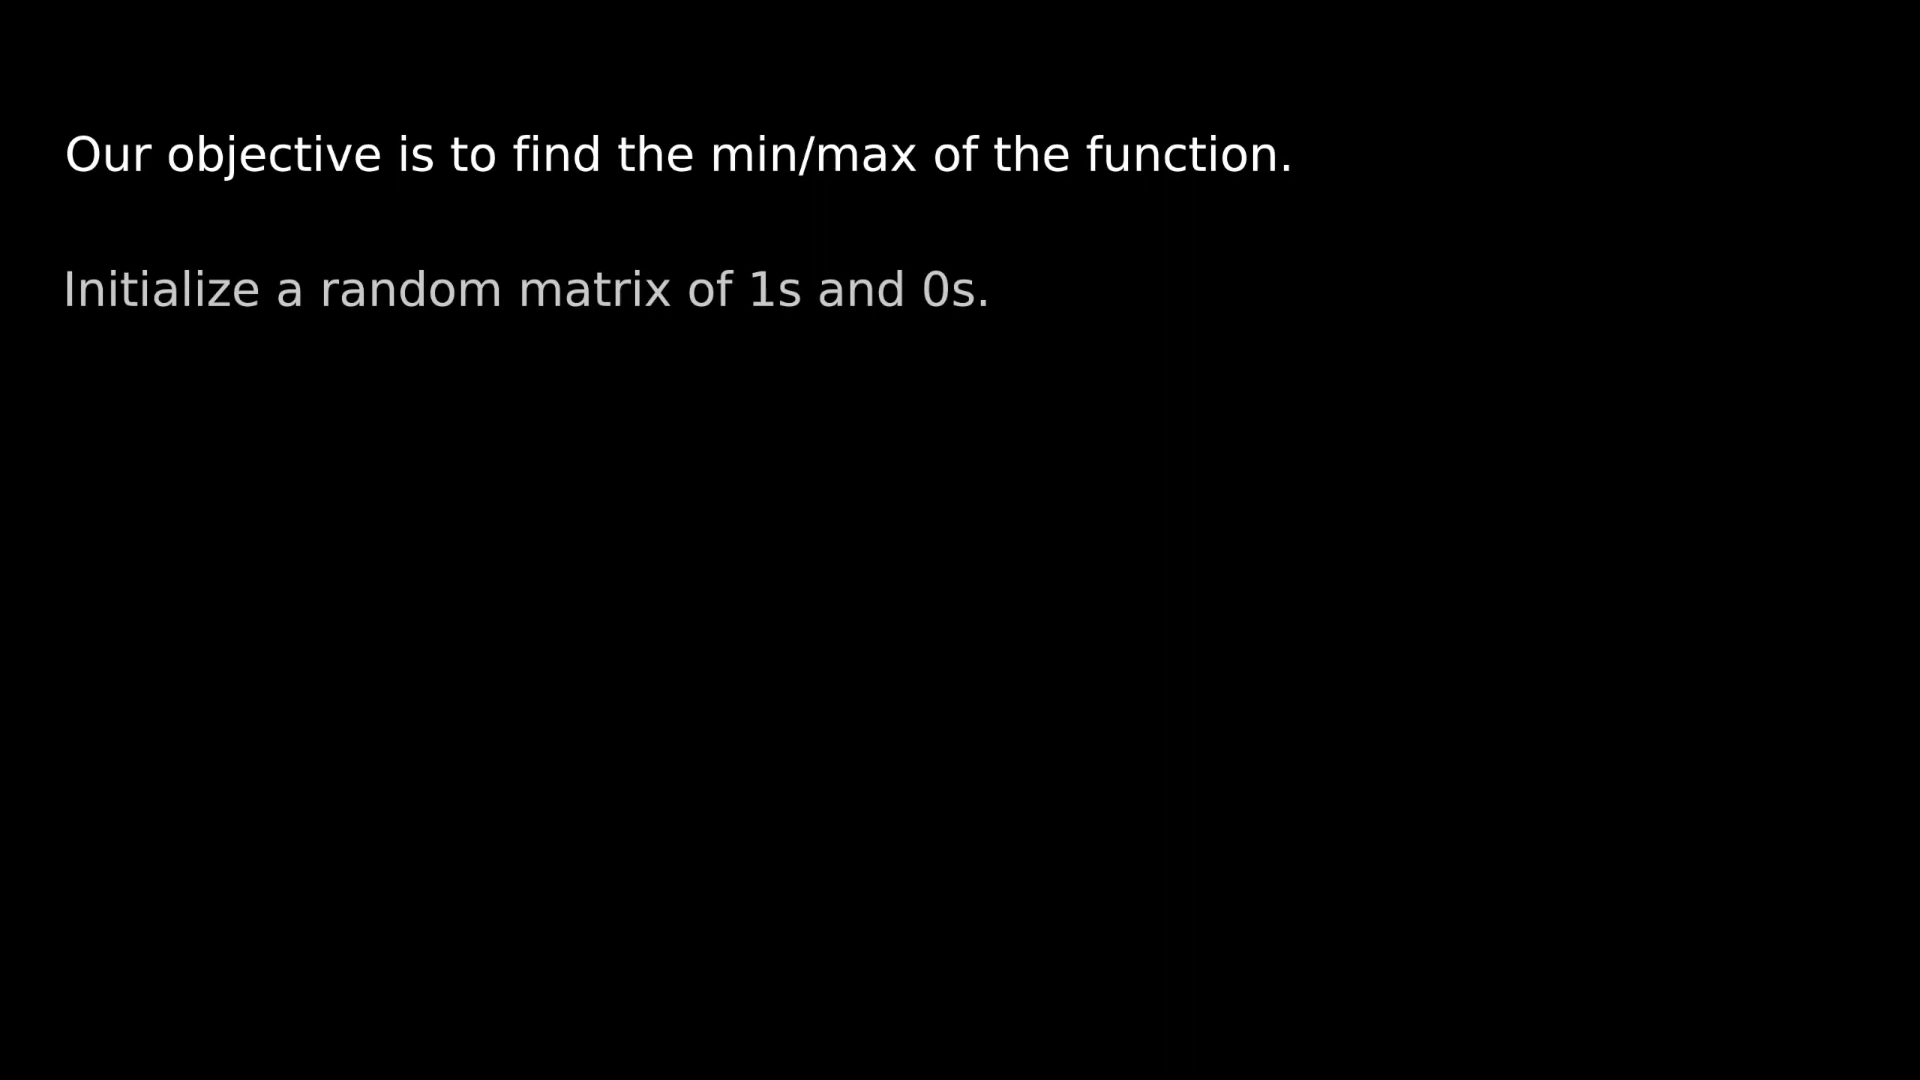 Our objective is to find the min/max of the function.
Initialize a random matrix of 1s and 0s.